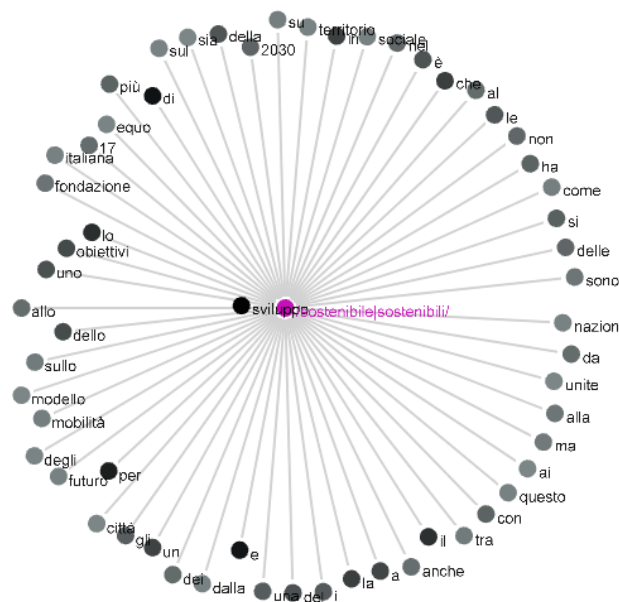 su
territorio
della
sia
in
sociale
sul
2030
nel
è
più
che
di
al
le
equo
non
17
italiana
ha
fondazione
come
si
lo
obiettivi
delle
uno
sono
sviluppo
/sostenibile|sostenibili/
allo
nazioni
dello
da
sullo
unite
modello
mobilità
alla
ma
degli
per
futuro
ai
questo
città
con
gli
un
e
il
tra
dei
dalla
anche
a
la
una
del
i